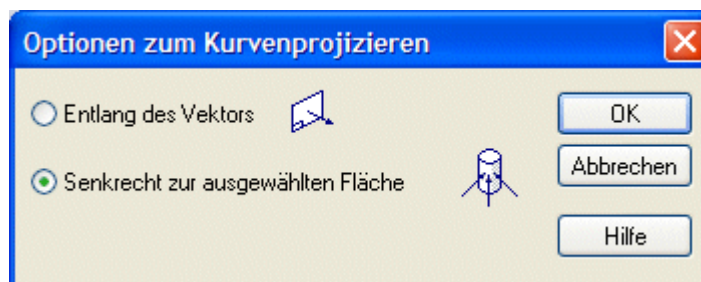 Optionen zum Kurvenprojizieren
Entlang des Vektors
OK
Senkrecht zur ausgewählten Fläche
Abbrechen
Hilfe